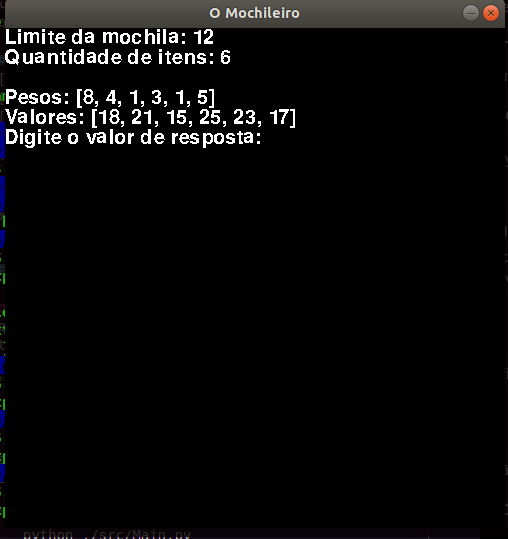 O Mochileiro
Limite da mochila: 12
Quantidade de itens: 6
Pesos: [8, 4, 1, 3, 1, 5]
Valores: [18, 21, 15, 25, 23, 17]
Digite o valor de resposta:
python ./src/Main.py